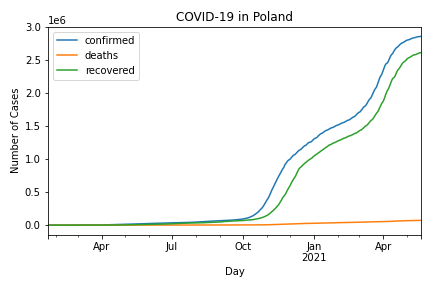 COVID-19 in Poland
1e6
confirmed
deaths
recovered
Number of Cases
3.0
2.5
2.0
1.5
1.0
0.5
0.0
Apr Jul Oct Jan Apr
2021
Day